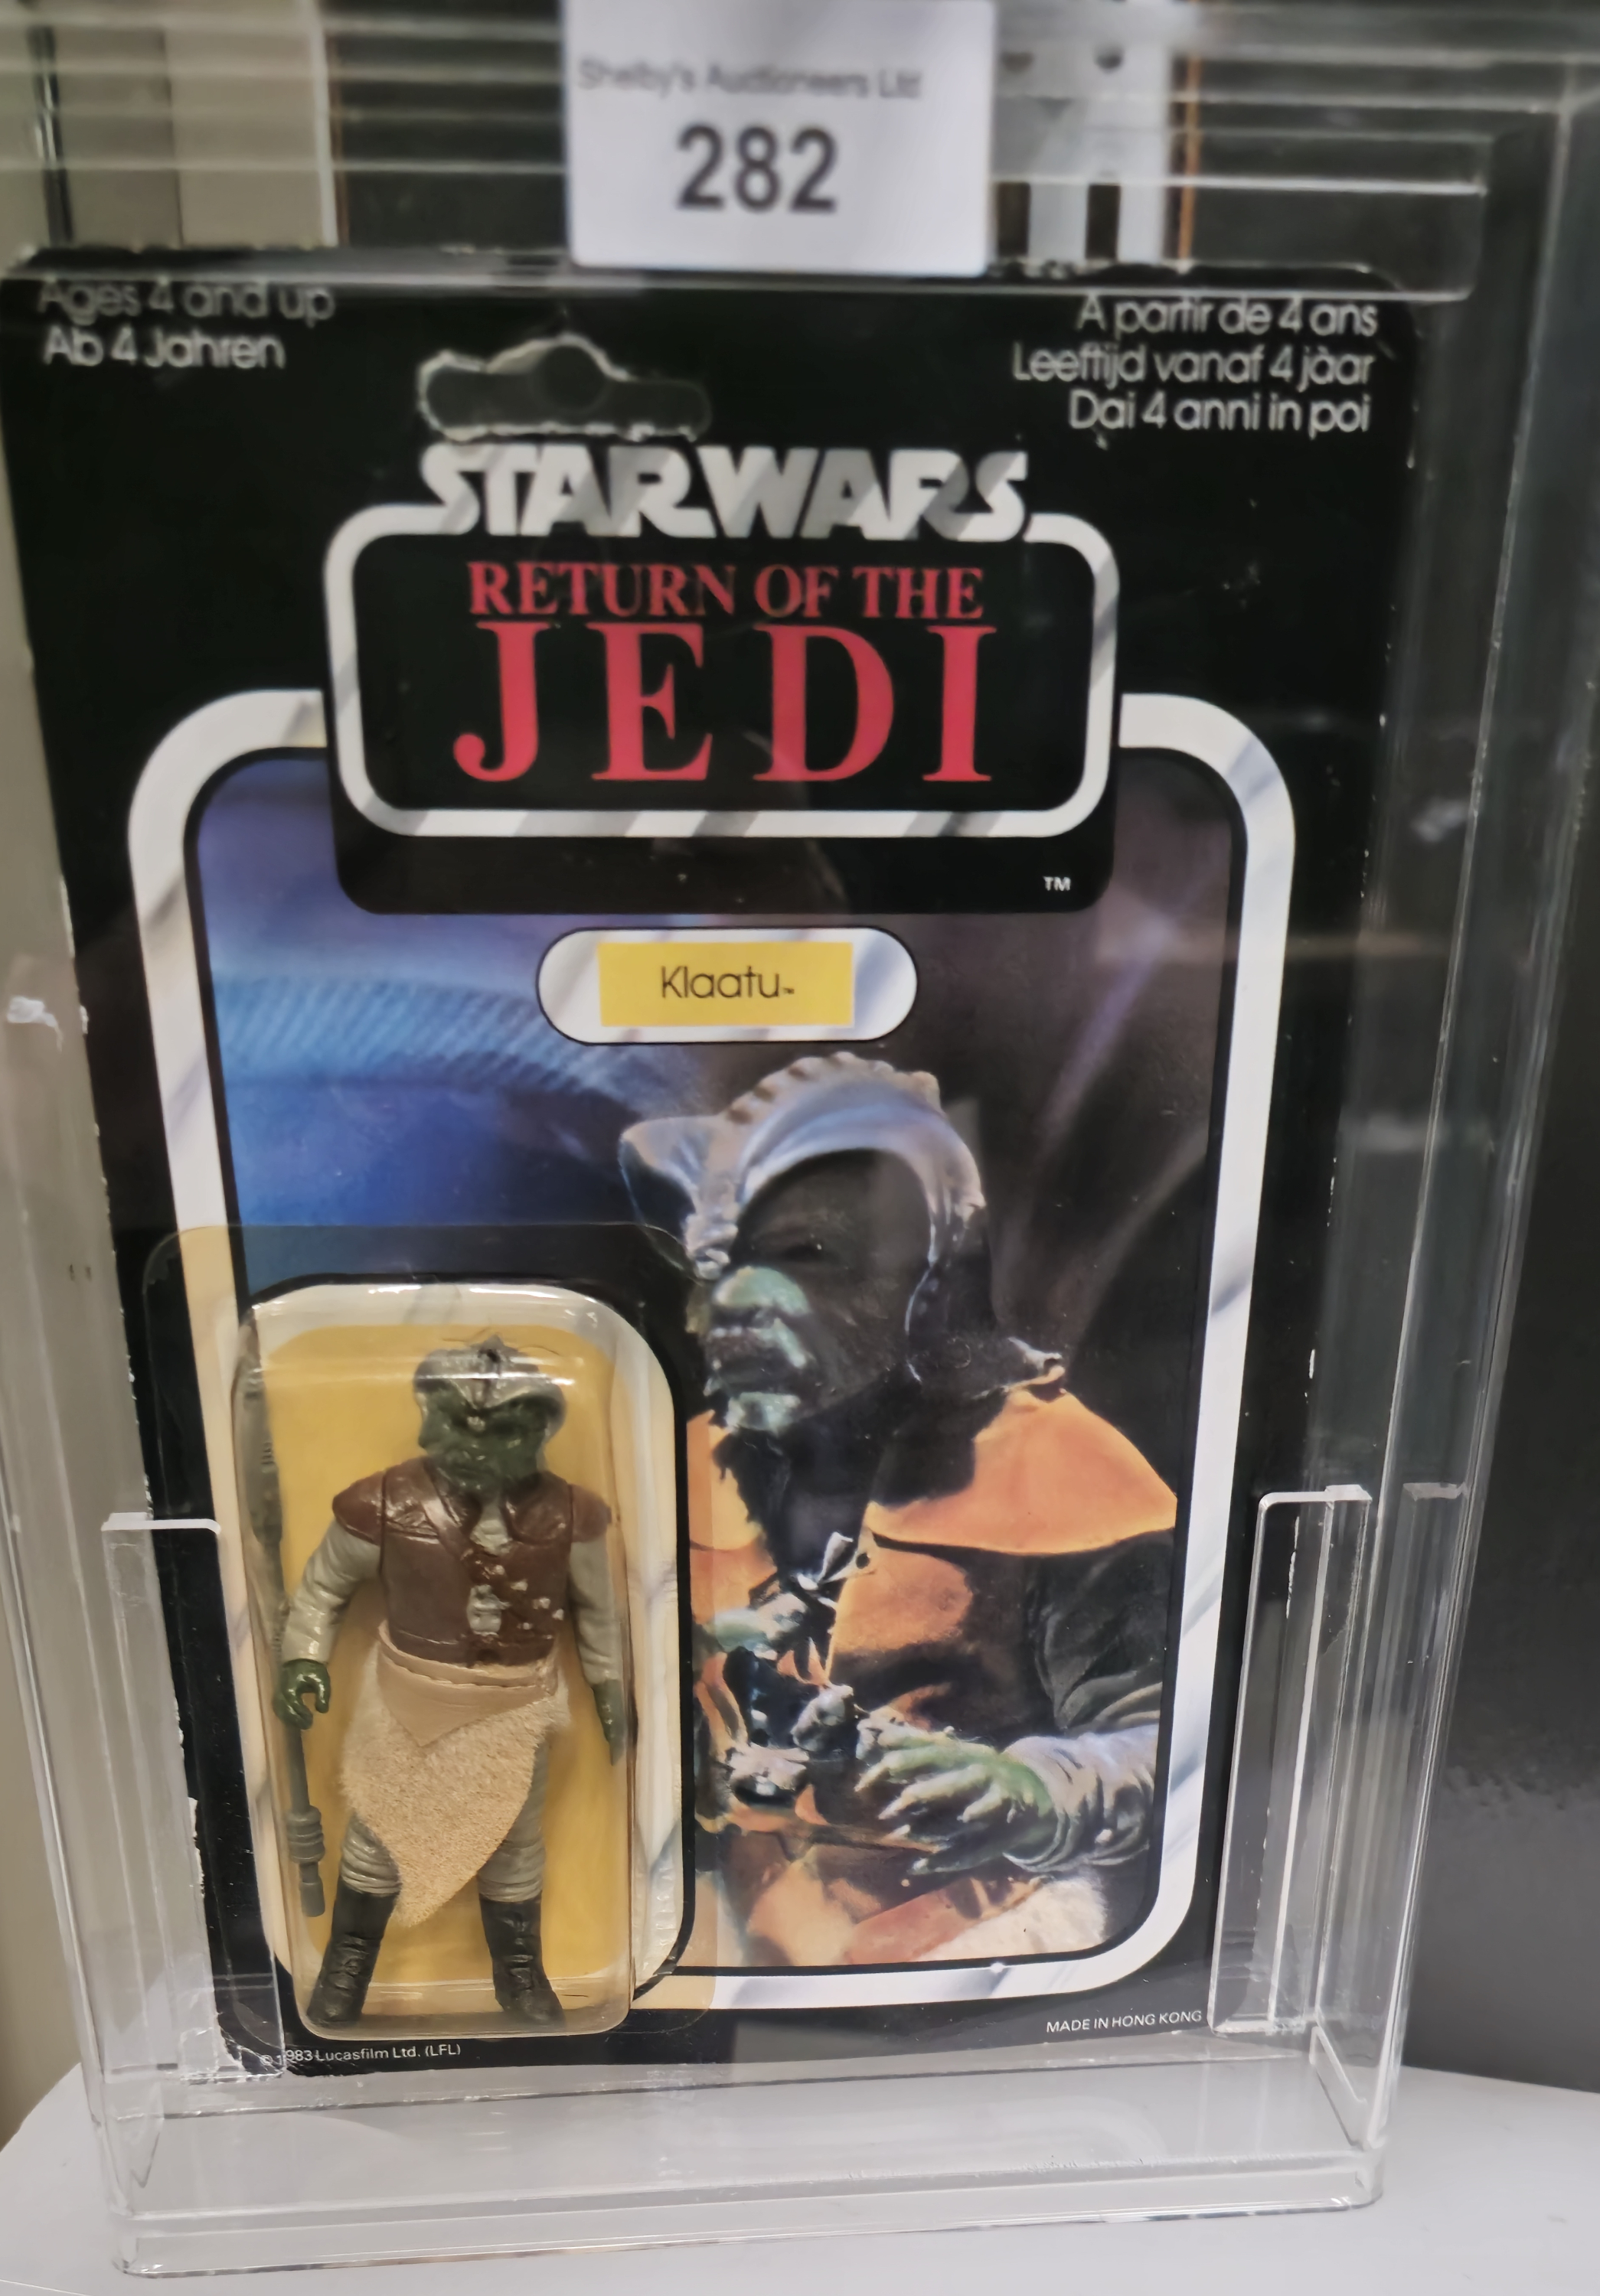 Shelby's Auctioneers Ltd
282
Ages 4 and up
Ab 4 Jahren
A partir de 4 ans
Leeftijd vanaf 4 jàar
Dai 4 anni in poi
STAR WARS
RETURN OF THE
JEDI
TM
Klaatu™
MADE IN HONG KONG
© 1983 Lucasfilm Ltd. (LFL)